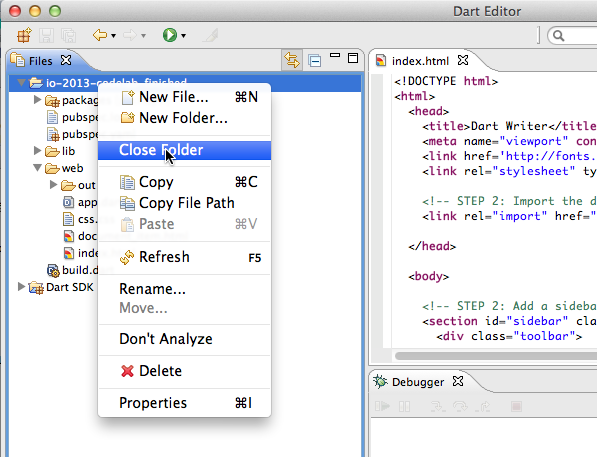 Dart Editor
Files
index.html
io-2013-codelab_finished
packag
pubsp
pubsp
lib
web
out
app
css.
doc
inde
build.d
Dart SDK
New File... ⌘N
New Folder...
Close Folder
Copy ⌘C
Copy File Path
Paste ⌘V
Refresh F5
Rename...
Move...
Don't Analyze
Delete
Properties ⌘I
<!DOCTYPE html>
<html>
<head>
<title>Dart Writer</title
<meta name="viewport" con
<link href='http://fonts.
<link rel="stylesheet" ty
<!-- STEP 2: Import the d
<link rel="import" href="
</head>
<body>
<!-- STEP 2: Add a sideba
<section id="sidebar" cla
<div class="toolbar">
Debugger